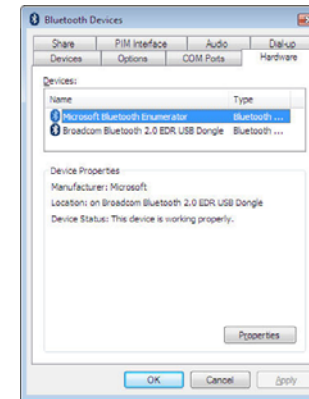 Bluetooth Devices
Share PIM Interface Audio Dial-up
Devices Options COM Ports Hardware
Devices:
Name Type
Microsoft Bluetooth Enumerator Bluetooth ...
Broadcom Bluetooth 2.0 EDR USB Dongle Bluetooth ...
Device Properties
Manufacturer: Microsoft
Location: on Broadcom Bluetooth 2.0 EDR USB Dongle
Device Status: This device is working properly.
Properties
OK Cancel Apply